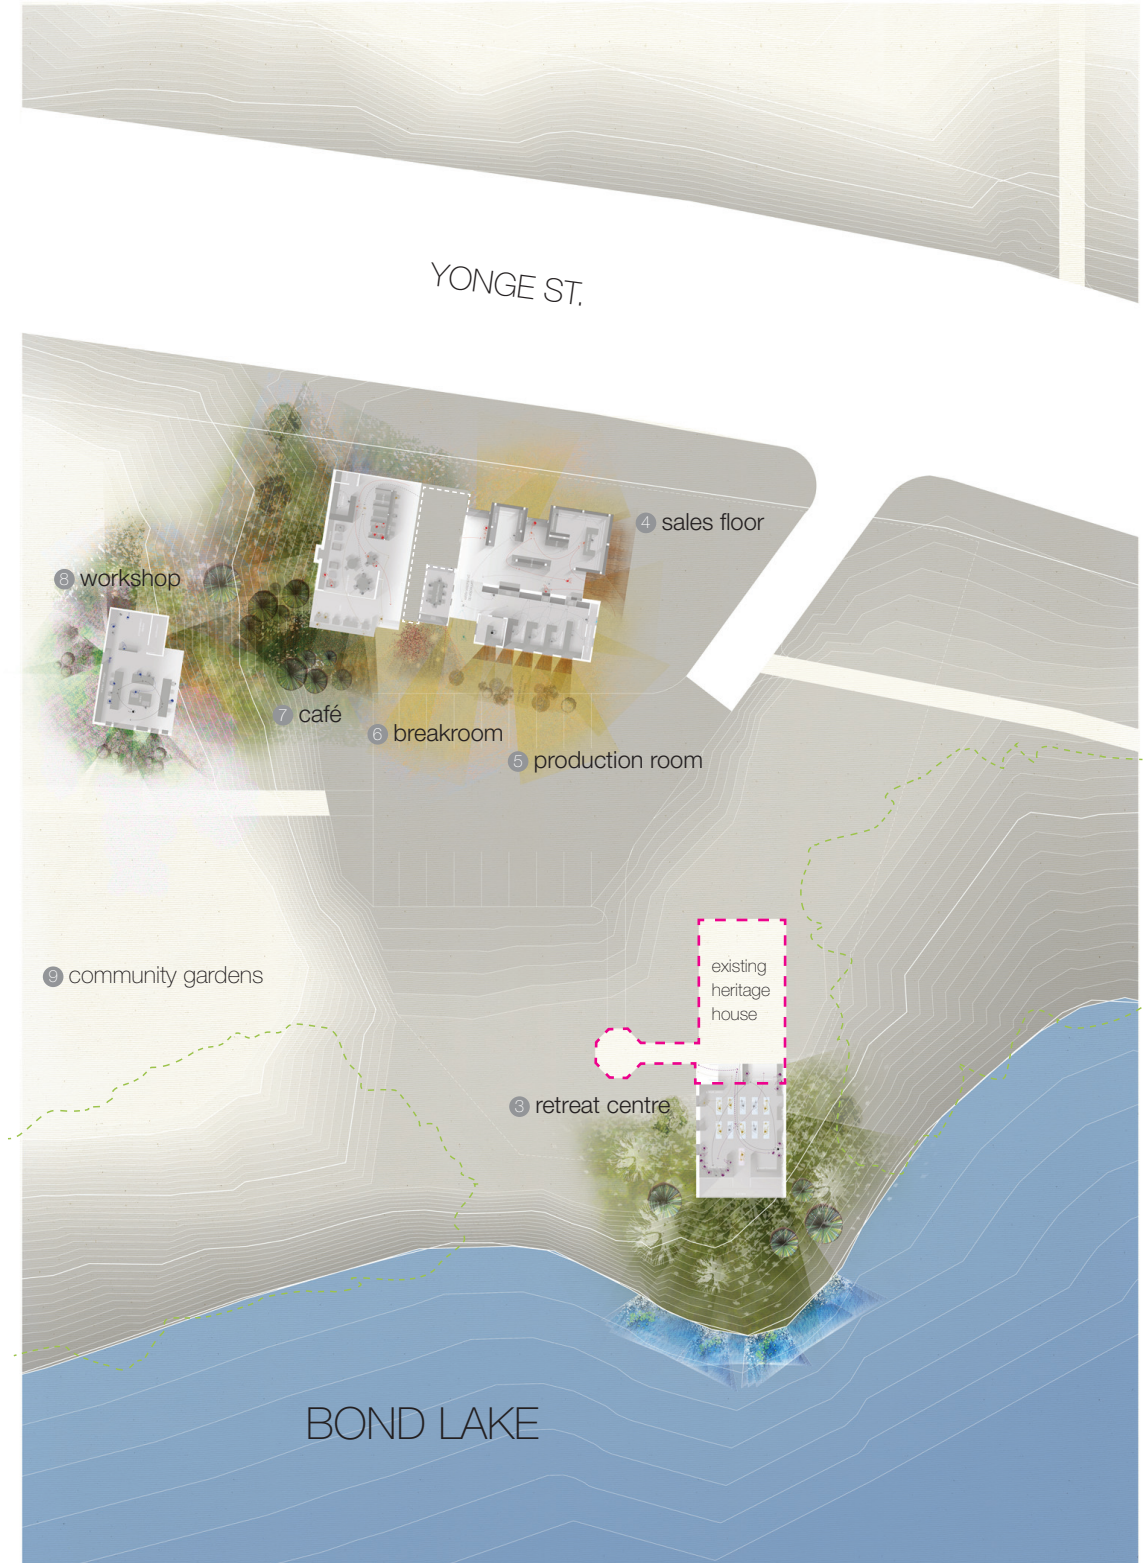 YONGE ST.
4 sales floor
8 workshop
7 café
6 breakroom
5 production room
9 community gardens
existing
heritage
house
3 retreat centre
BOND LAKE